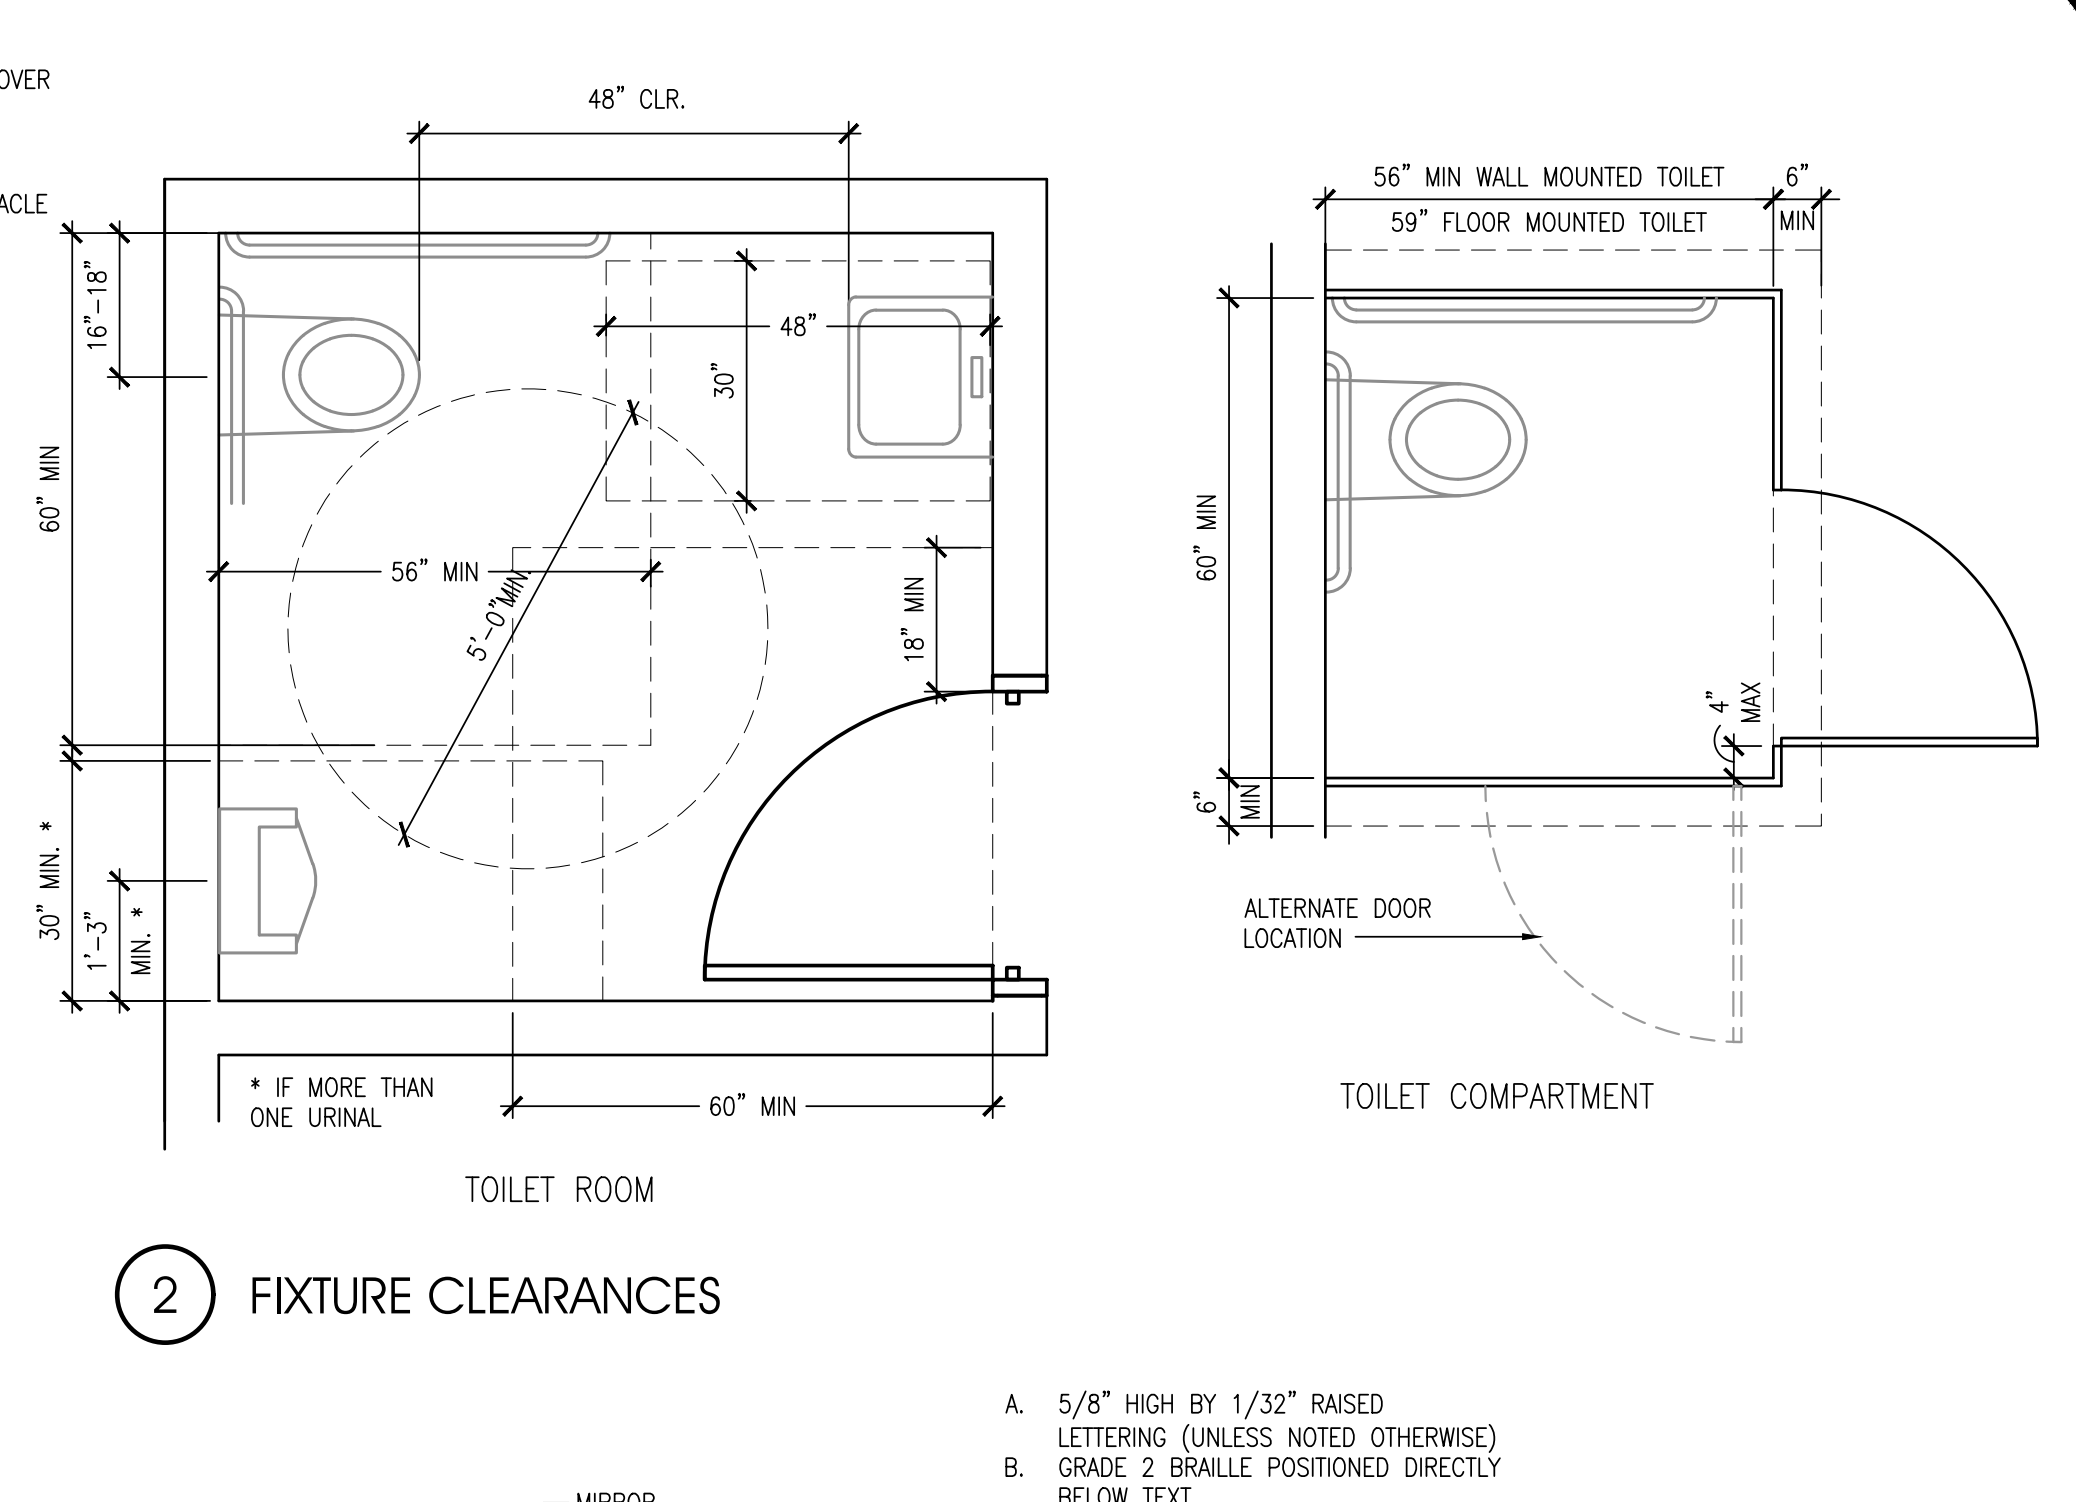 OVER
ACLE
48" CLR.
16"-18"
60" MIN
48"
30"
56" MIN
5'-0" MIN.
18" MIN
30" MIN. *
1'-3"
MIN. *
* IF MORE THAN
ONE URINAL
60" MIN
TOILET ROOM
56" MIN WALL MOUNTED TOILET
59" FLOOR MOUNTED TOILET
6"
MIN
60" MIN
4"
MAX
6"
MIN
ALTERNATE DOOR
LOCATION
TOILET COMPARTMENT
2 FIXTURE CLEARANCES
A. 5/8" HIGH BY 1/32" RAISED
LETTERING (UNLESS NOTED OTHERWISE)
B. GRADE 2 BRAILLE POSITIONED DIRECTLY
BELOW TEXT
MIRROR